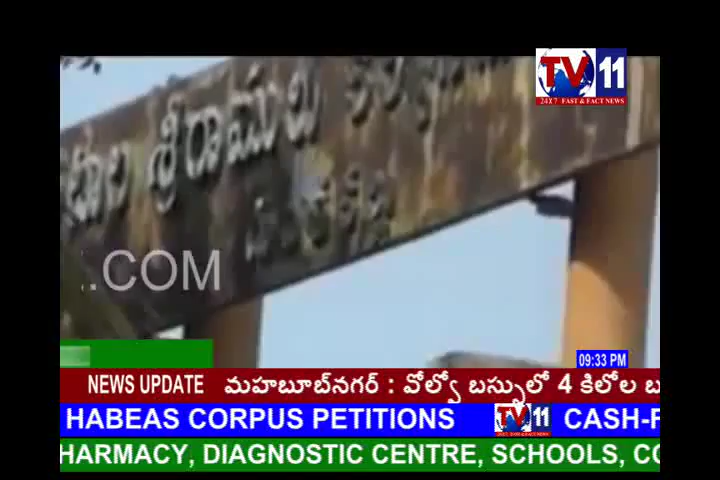 TV 11
24X7 FAST & FACT NEWS
శ్రీరాములు
.COM
09:33 PM
NEWS UPDATE మహబూబ్‌నగర్ : వోల్వో బస్సులో 4 కిలోల బ
HABEAS CORPUS PETITIONS TV 11 CASH-F
HARMACY, DIAGNOSTIC CENTRE, SCHOOLS, CO